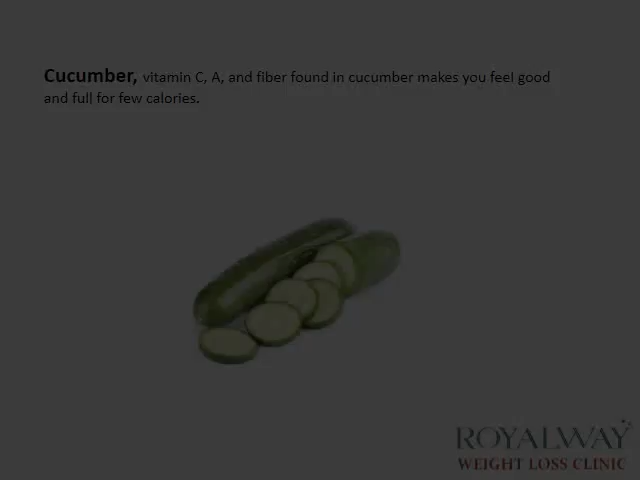 Cucumber, vitamin C, A, and fiber found in cucumber makes you feel good
and full for few calories.
ROYALWAY
WEIGHT LOSS CLINIC